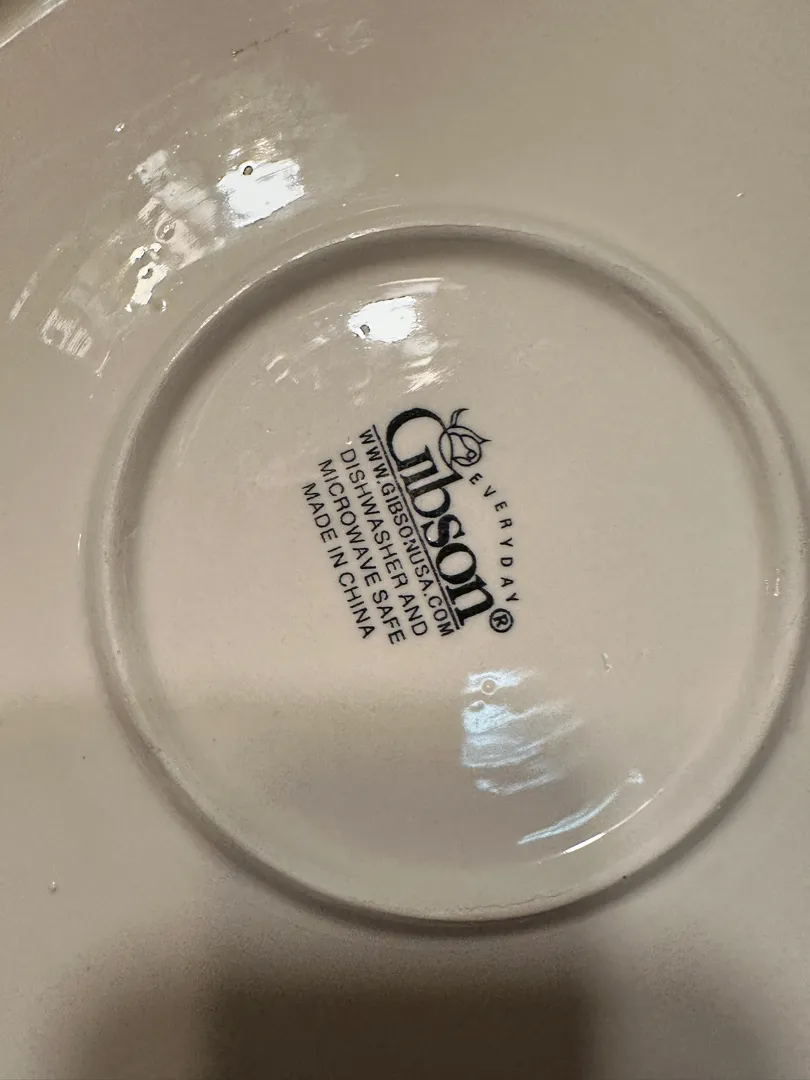 EVERYDAY
Gibson®
WWW.GIBSONUSA.COM
DISHWASHER AND
MICROWAVE SAFE
MADE IN CHINA